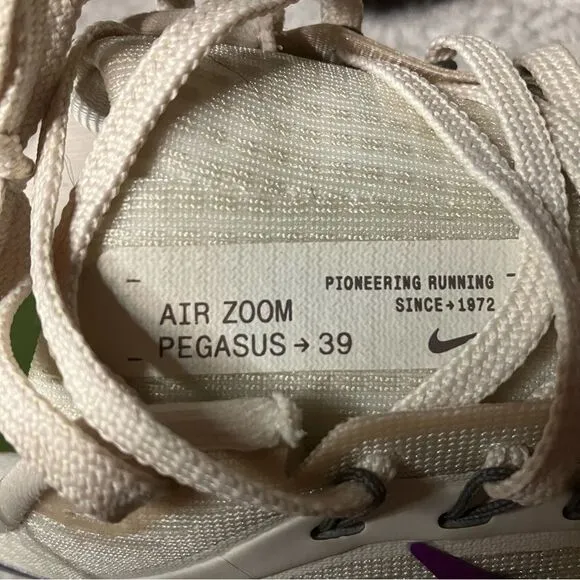 AIR ZOOM
PEGASUS → 39
PIONEERING RUNNING
SINCE → 1972